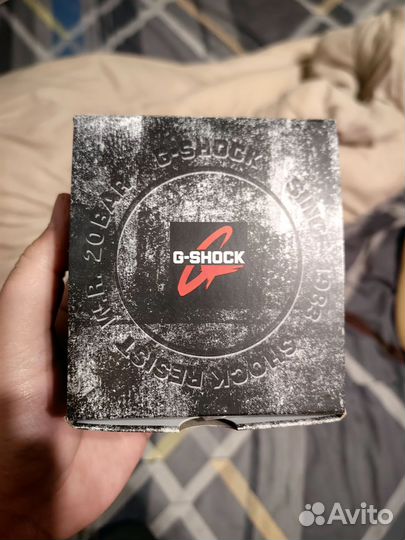 G-SHOCK
SINCE 1983
SHOCK RESIST
W.R. 20BAR
G-SHOCK
Avito